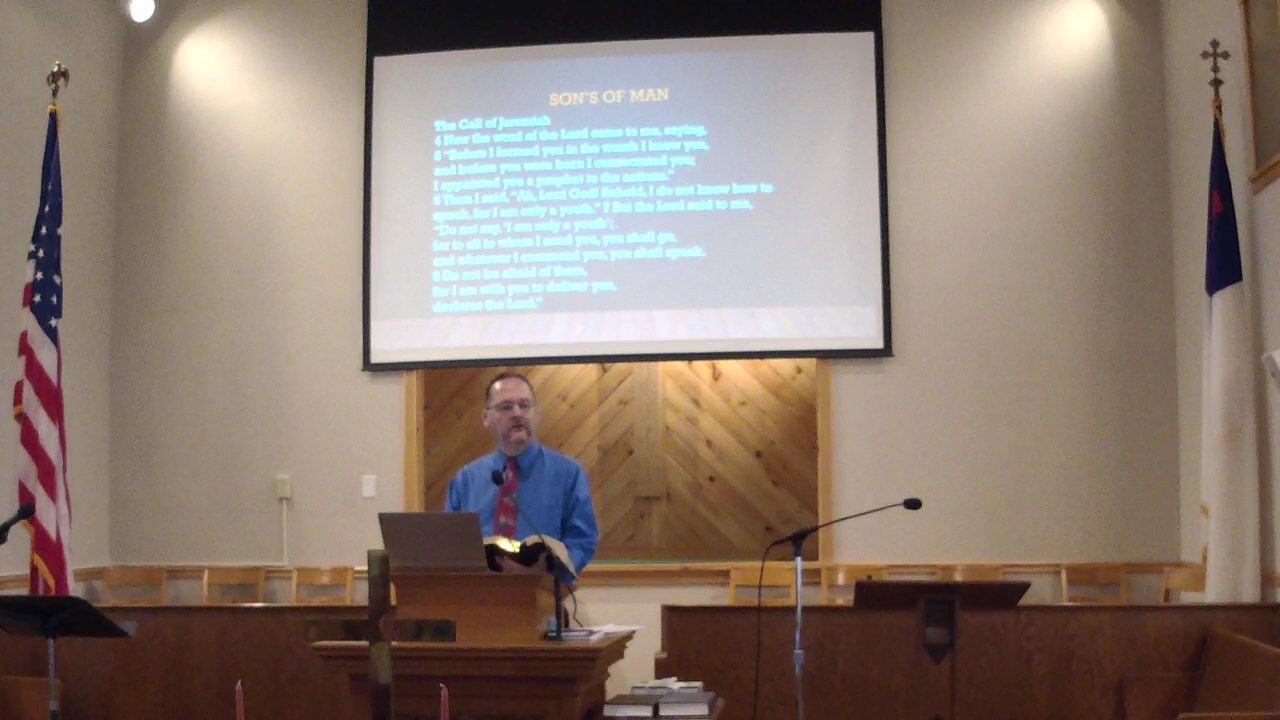 SON'S OF MAN
The Call of Jeremiah
4 Now the word of the Lord came to me, saying,
5 "Before I formed you in the womb I knew you,
and before you were born I consecrated you;
I appointed you a prophet to the nations."
6 Then I said, "Ah, Lord God! Behold, I do not know how to
speak, for I am only a youth." 7 But the Lord said to me,
"Do not say, 'I am only a youth';
for to all to whom I send you, you shall go,
and whatever I command you, you shall speak.
8 Do not be afraid of them,
for I am with you to deliver you,
declares the Lord."